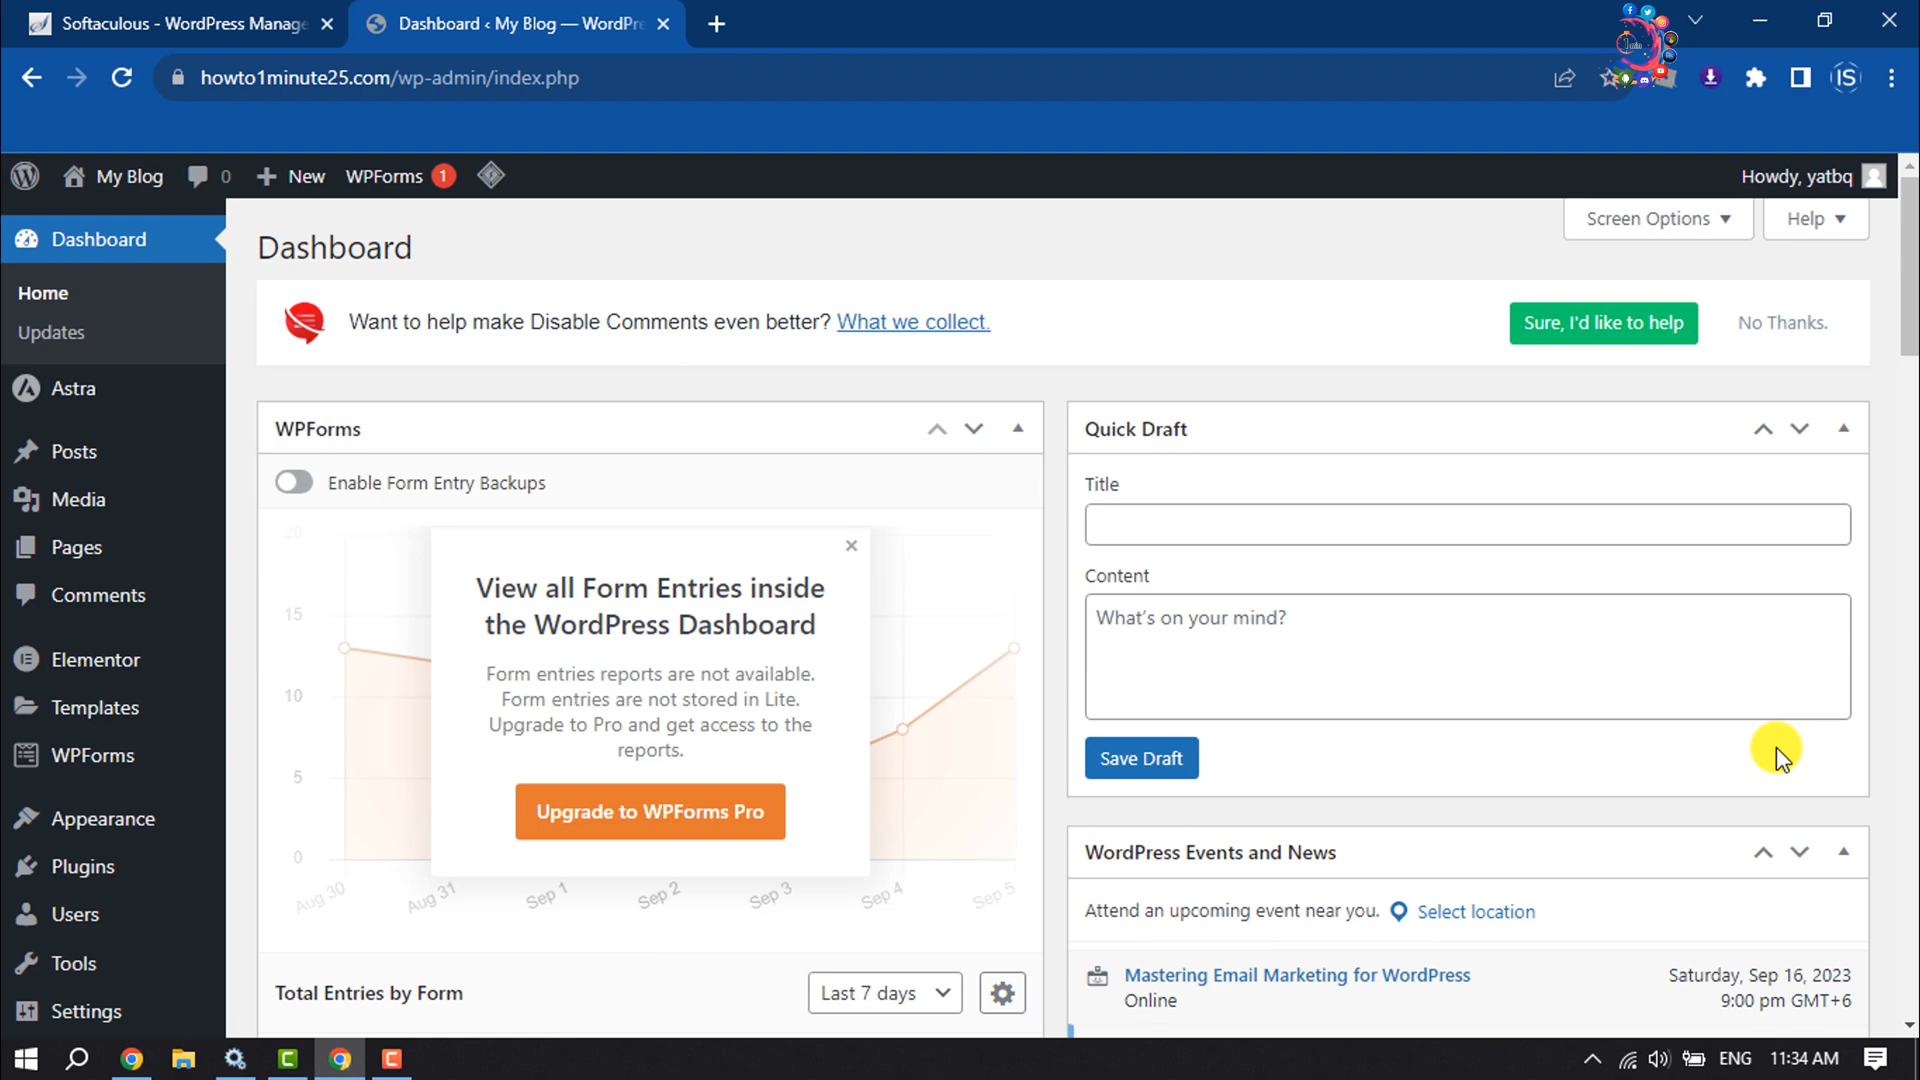 Softaculous - WordPress Manage
Dashboard ‹ My Blog — WordPre
howto1minute25.com/wp-admin/index.php
1min
IS
My Blog
0
New
WPForms
1
Howdy, yatbq
Dashboard
Home
Updates
Astra
Posts
Media
Pages
Comments
Elementor
Templates
WPForms
Appearance
Plugins
Users
Tools
Settings
Screen Options
Help
Dashboard
Want to help make Disable Comments even better? What we collect.
Sure, I'd like to help
No Thanks.
WPForms
Enable Form Entry Backups
20
15
10
5
0
View all Form Entries inside
the WordPress Dashboard
Form entries reports are not available.
Form entries are not stored in Lite.
Upgrade to Pro and get access to the
reports.
Upgrade to WPForms Pro
Aug 30
Aug 31
Sep 1
Sep 2
Sep 3
Sep 4
Sep 5
Total Entries by Form
Last 7 days
Quick Draft
Title
Content
What's on your mind?
Save Draft
WordPress Events and News
Attend an upcoming event near you.
Select location
Mastering Email Marketing for WordPress
Online
Saturday, Sep 16, 2023
9:00 pm GMT+6
ENG
11:34 AM